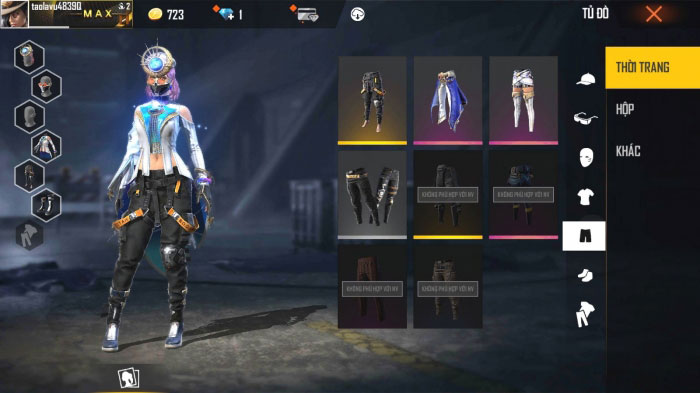 taolavu4839Q
MAX
2
723
1
TỦ ĐỒ
THỜI TRANG
HỘP
KHÁC
KHÔNG PHÙ HỢP VỚI NV
KHÔNG PHÙ HỢP VỚI NV
KHÔNG PHÙ HỢP VỚI NV
KHÔNG PHÙ HỢP VỚI NV